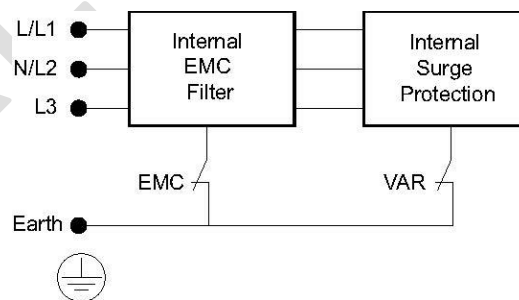 L/L1
N/L2
L3
Internal
EMC
Filter
Internal
Surge
Protection
EMC
VAR
Earth